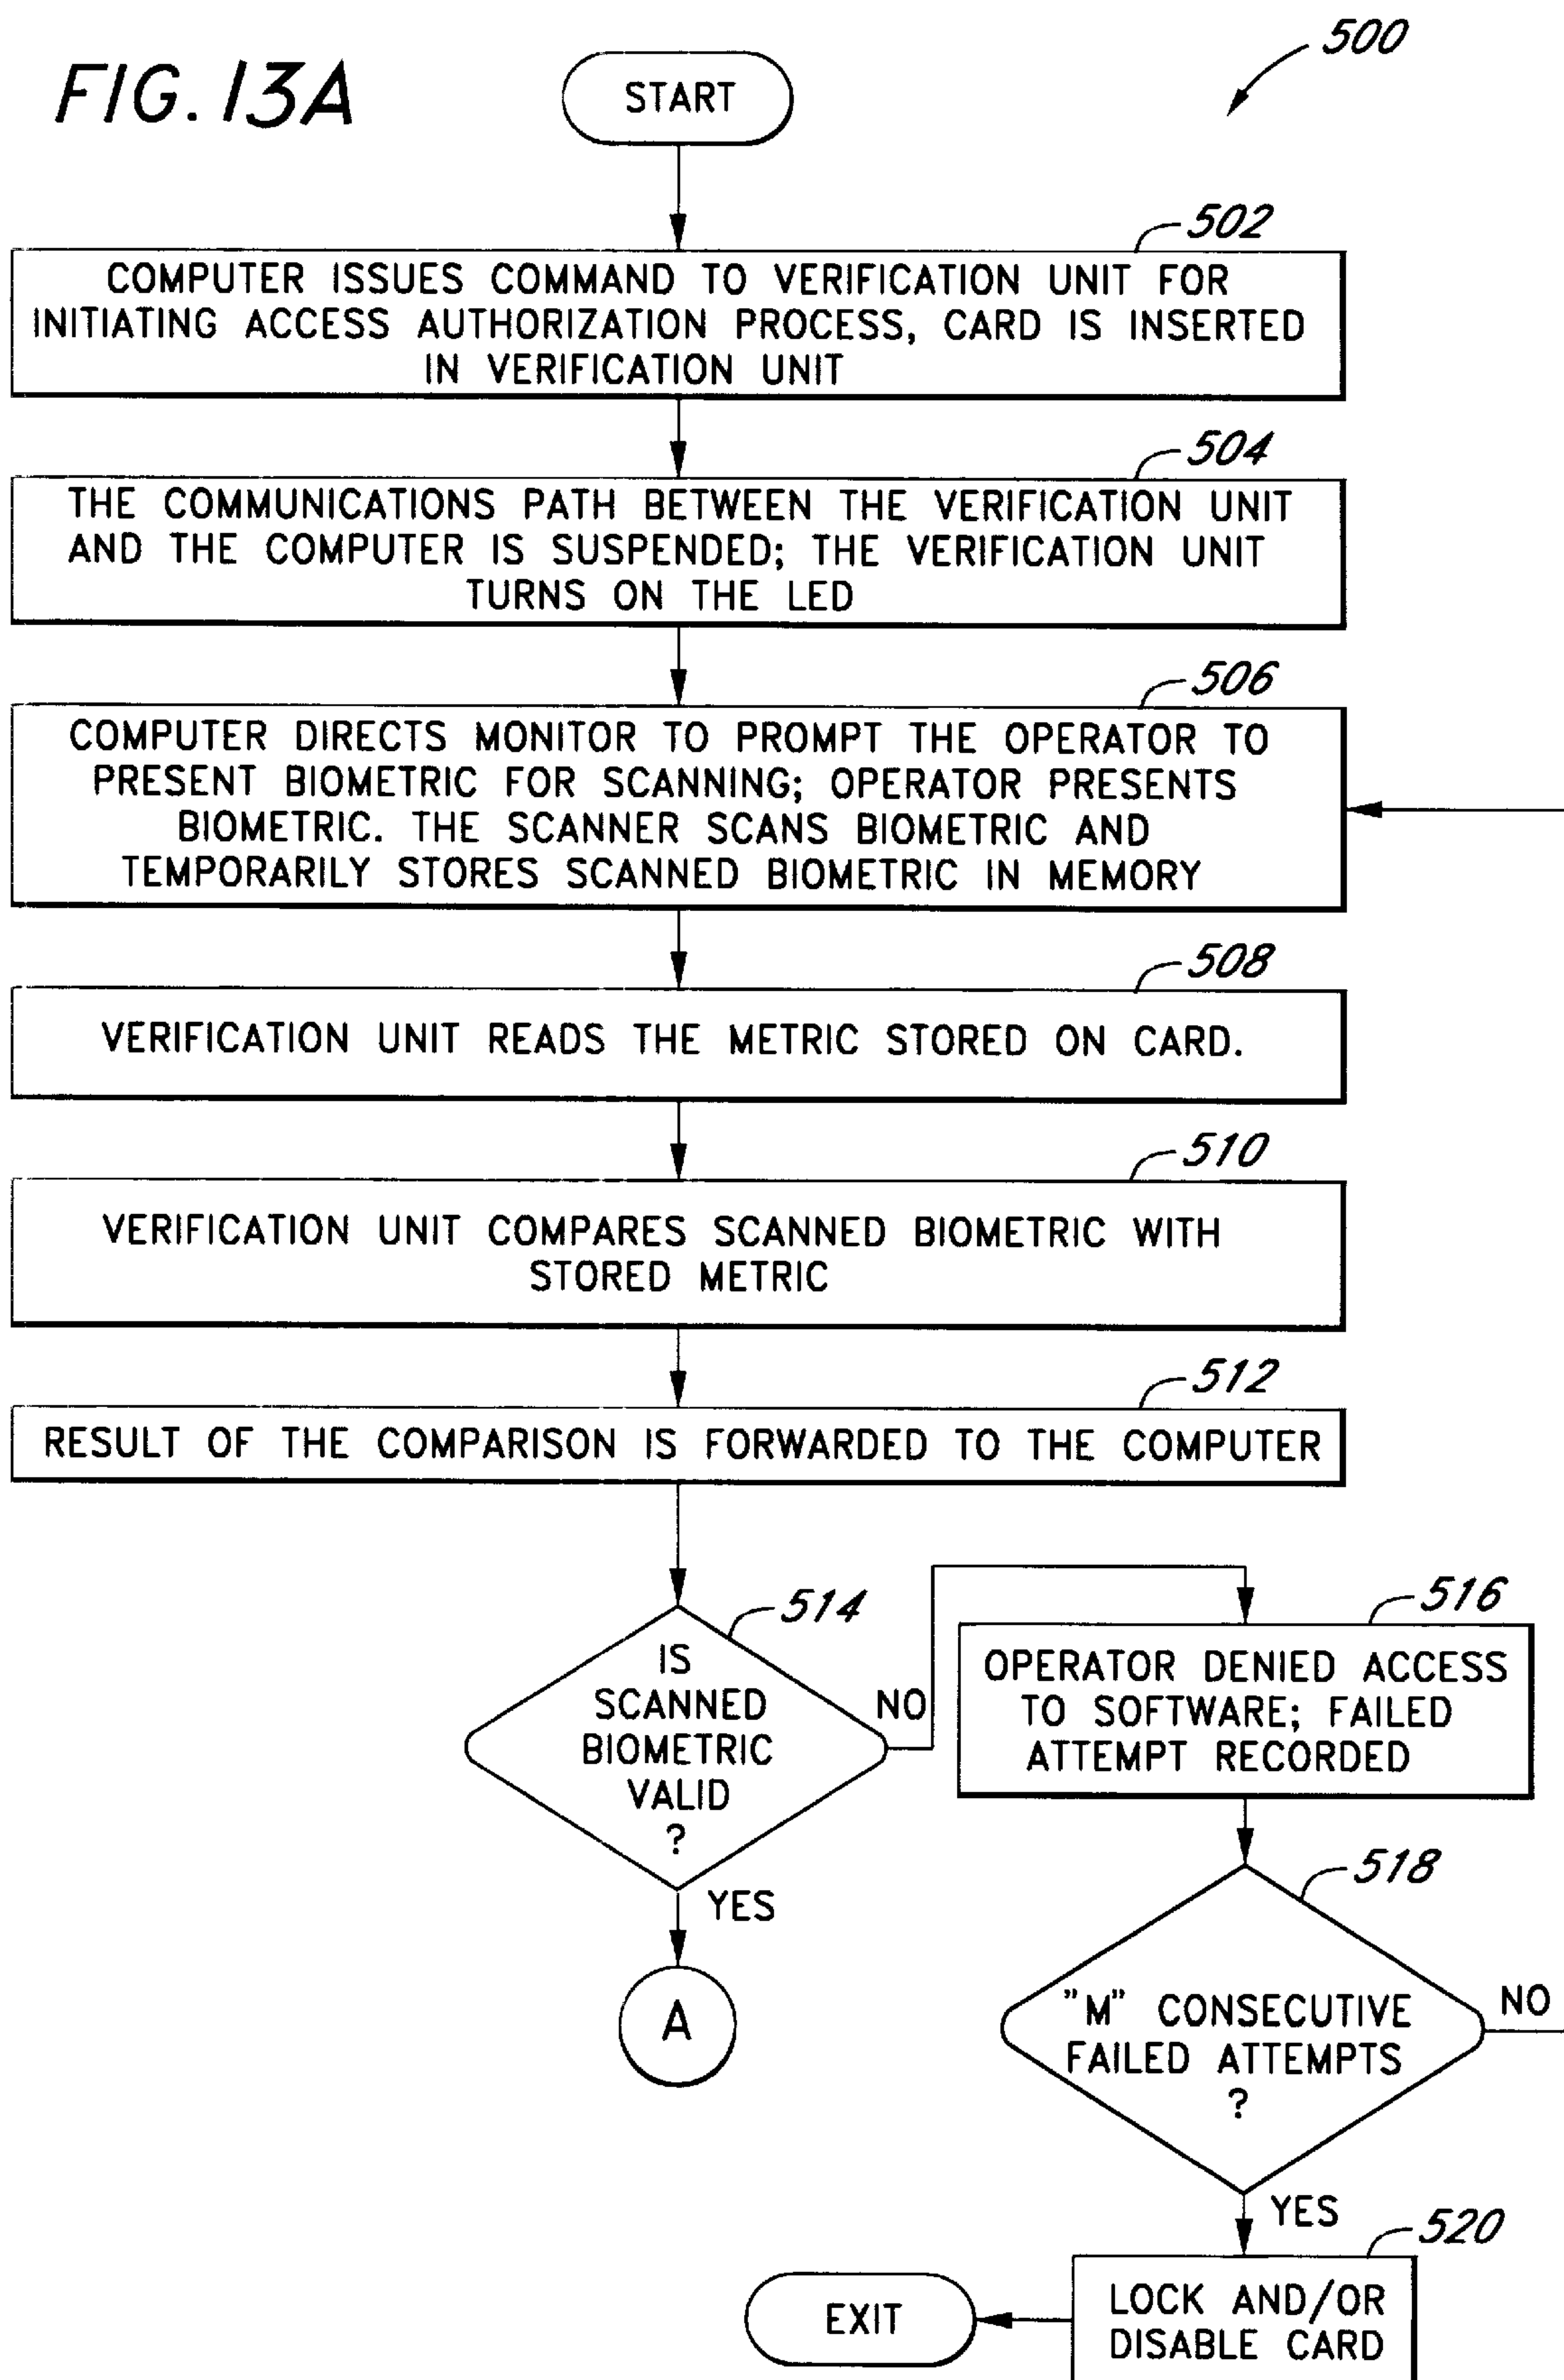 FIG. 13A
START
500
502
COMPUTER ISSUES COMMAND TO VERIFICATION UNIT FOR
INITIATING ACCESS AUTHORIZATION PROCESS, CARD IS INSERTED
IN VERIFICATION UNIT
504
THE COMMUNICATIONS PATH BETWEEN THE VERIFICATION UNIT
AND THE COMPUTER IS SUSPENDED; THE VERIFICATION UNIT
TURNS ON THE LED
506
COMPUTER DIRECTS MONITOR TO PROMPT THE OPERATOR TO
PRESENT BIOMETRIC FOR SCANNING; OPERATOR PRESENTS
BIOMETRIC. THE SCANNER SCANS BIOMETRIC AND
TEMPORARILY STORES SCANNED BIOMETRIC IN MEMORY
508
VERIFICATION UNIT READS THE METRIC STORED ON CARD.
510
VERIFICATION UNIT COMPARES SCANNED BIOMETRIC WITH
STORED METRIC
512
RESULT OF THE COMPARISON IS FORWARDED TO THE COMPUTER
514
IS
SCANNED
BIOMETRIC
VALID
?
NO
YES
A
516
OPERATOR DENIED ACCESS
TO SOFTWARE; FAILED
ATTEMPT RECORDED
518
"M" CONSECUTIVE
FAILED ATTEMPTS
?
NO
YES
520
LOCK AND/OR
DISABLE CARD
EXIT